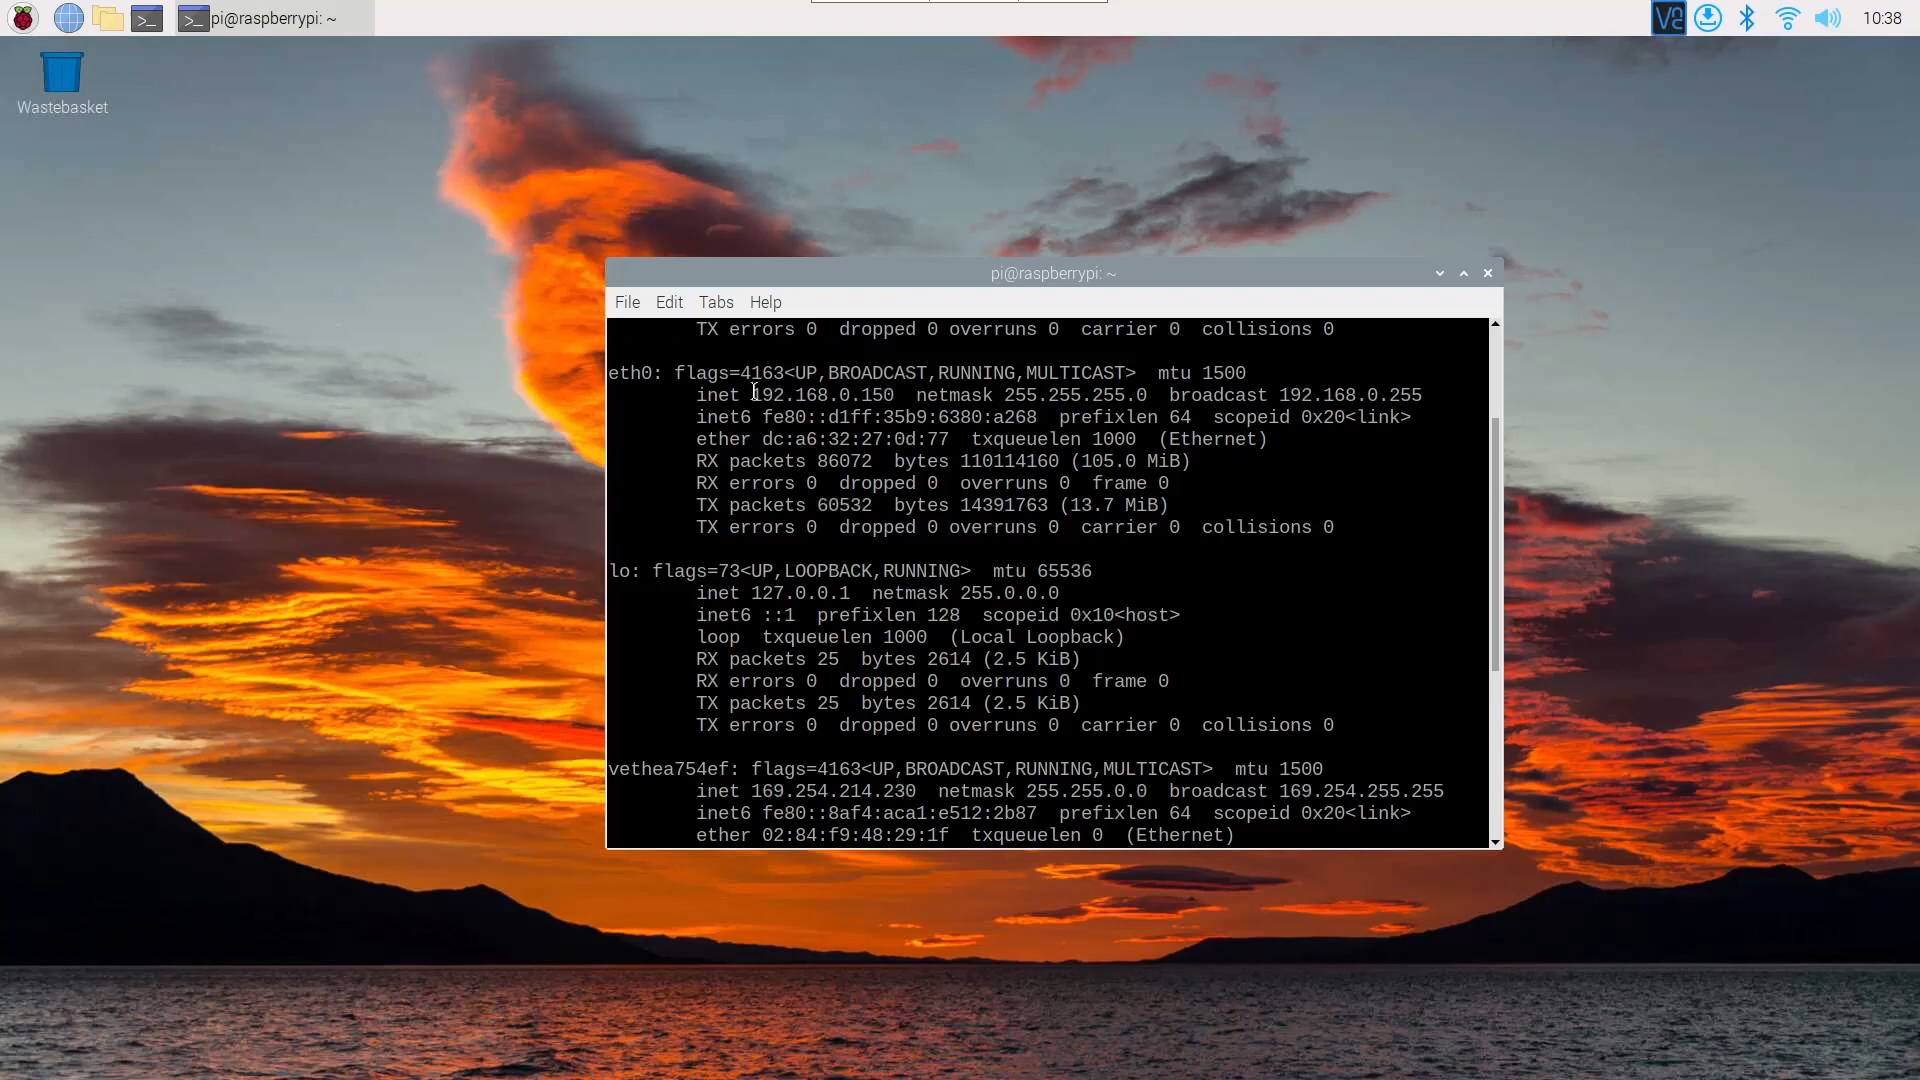 pi@raspberrypi: ~
10:38
Wastebasket
pi@raspberrypi: ~
File Edit Tabs Help
TX errors 0  dropped 0 overruns 0  carrier 0  collisions 0
eth0: flags=4163<UP,BROADCAST,RUNNING,MULTICAST>  mtu 1500
inet 192.168.0.150  netmask 255.255.255.0  broadcast 192.168.0.255
inet6 fe80::d1ff:35b9:6380:a268  prefixlen 64  scopeid 0x20<link>
ether dc:a6:32:27:0d:77  txqueuelen 1000  (Ethernet)
RX packets 86072  bytes 110114160 (105.0 MiB)
RX errors 0  dropped 0  overruns 0  frame 0
TX packets 60532  bytes 14391763 (13.7 MiB)
TX errors 0  dropped 0 overruns 0  carrier 0  collisions 0
lo: flags=73<UP,LOOPBACK,RUNNING>  mtu 65536
inet 127.0.0.1  netmask 255.0.0.0
inet6 ::1  prefixlen 128  scopeid 0x10<host>
loop  txqueuelen 1000  (Local Loopback)
RX packets 25  bytes 2614 (2.5 KiB)
RX errors 0  dropped 0  overruns 0  frame 0
TX packets 25  bytes 2614 (2.5 KiB)
TX errors 0  dropped 0 overruns 0  carrier 0  collisions 0
vethea754ef: flags=4163<UP,BROADCAST,RUNNING,MULTICAST>  mtu 1500
inet 169.254.214.230  netmask 255.255.0.0  broadcast 169.254.255.255
inet6 fe80::8af4:aca1:e512:2b87  prefixlen 64  scopeid 0x20<link>
ether 02:84:f9:48:29:1f  txqueuelen 0  (Ethernet)